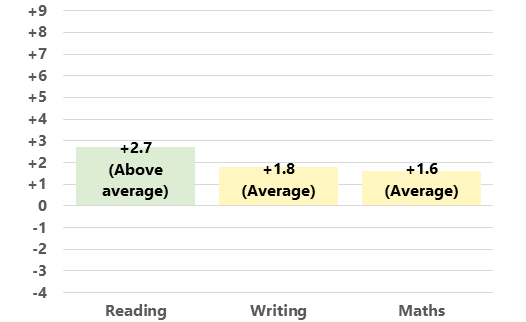 +9
+8
+7
+6
+5
+4
+3
+2
+1
0
-1
-2
-3
-4
+2.7
(Above
average)
+1.8
(Average)
+1.6
(Average)
Reading
Writing
Maths